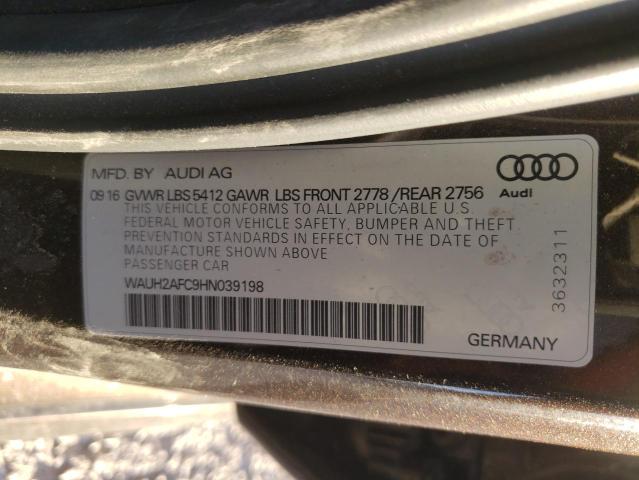 MFD. BY AUDI AG
09 16 GVWR LBS 5412 GAWR LBS FRONT 2778 / REAR 2756
Audi
THIS VEHICLE CONFORMS TO ALL APPLICABLE U.S.
FEDERAL MOTOR VEHICLE SAFETY, BUMPER AND THEFT
PREVENTION STANDARDS IN EFFECT ON THE DATE OF
MANUFACTURE SHOWN ABOVE
PASSENGER CAR
WAUH2AFC9HN039198
3632311
GERMANY